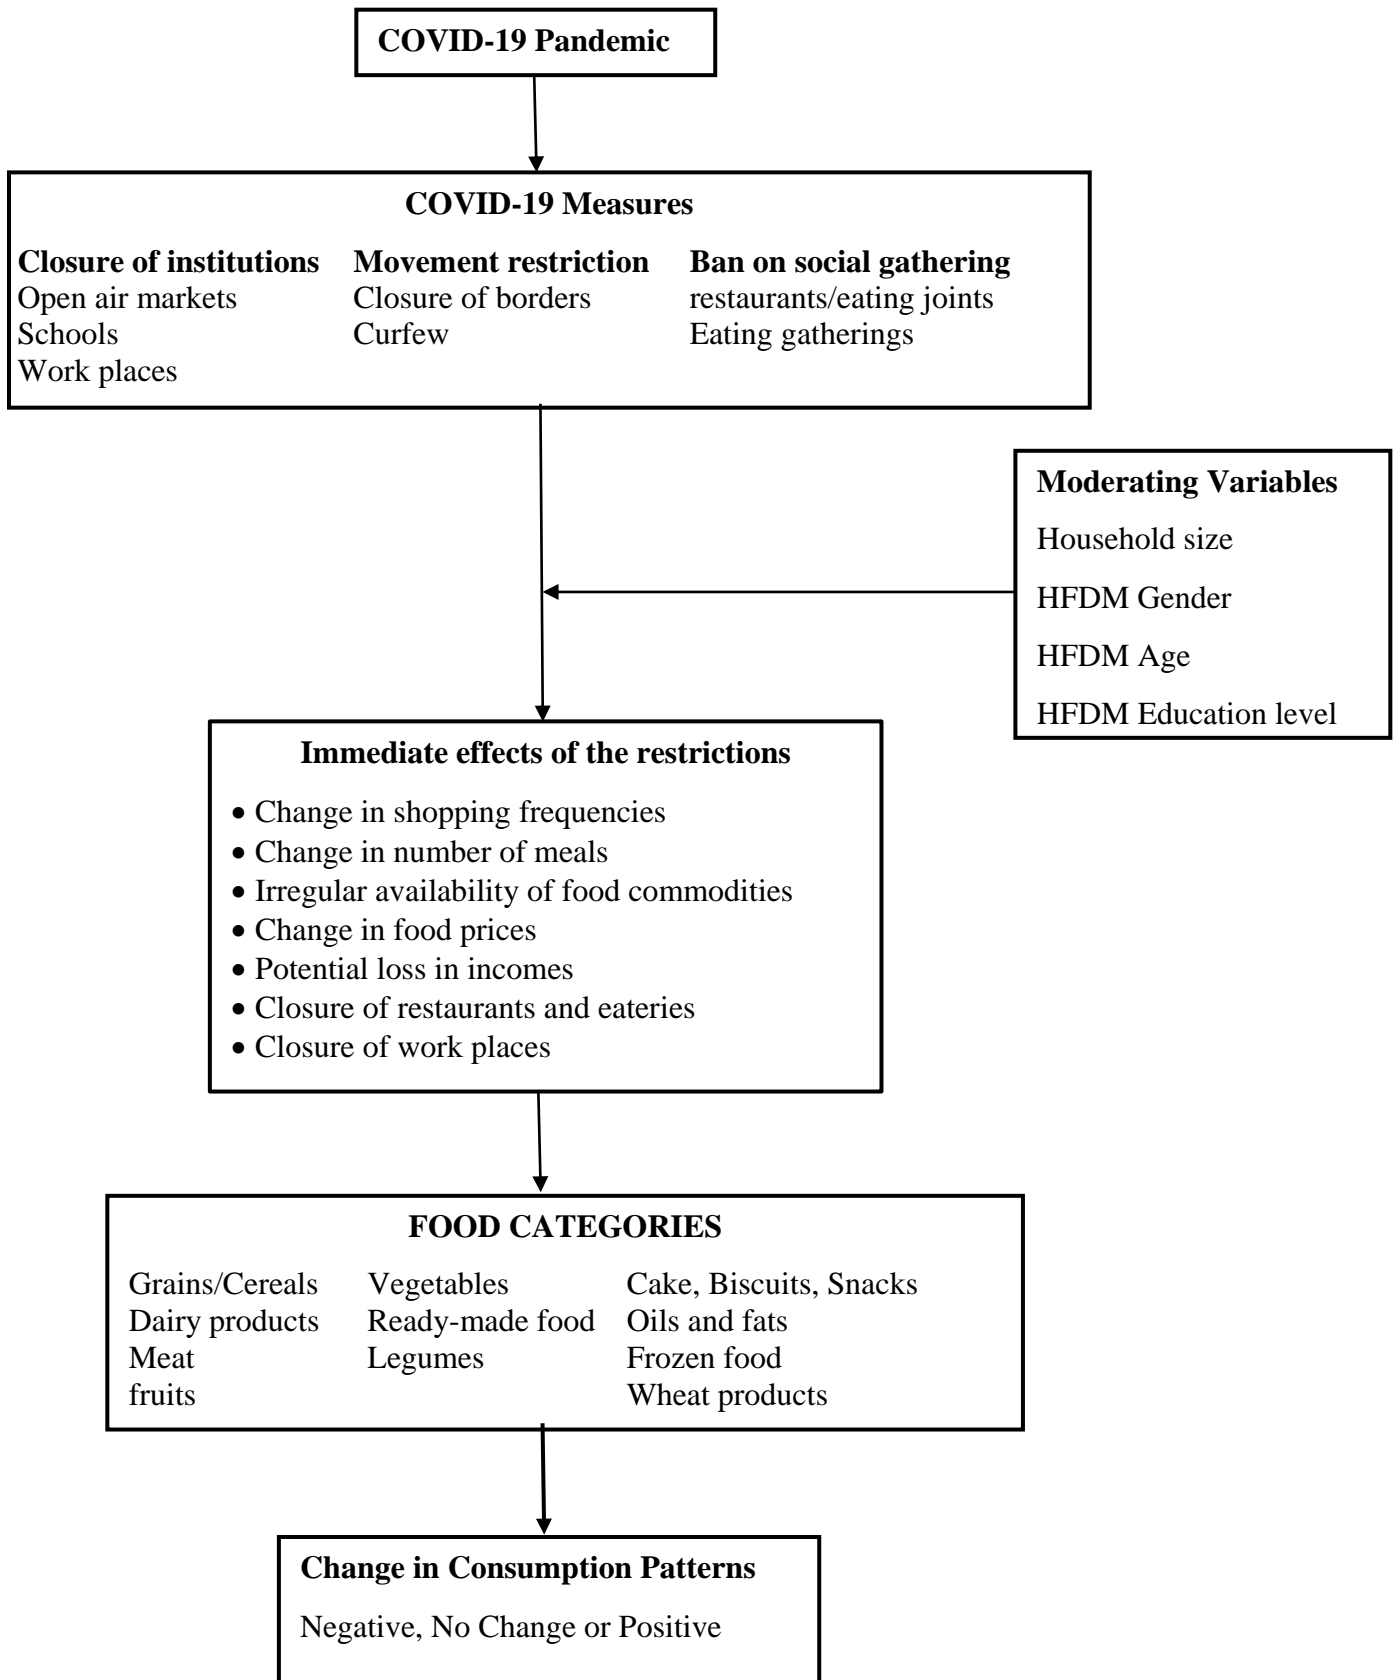 COVID-19 Pandemic
COVID-19 Measures
Closure of institutions
Open air markets
Schools
Work places
Movement restriction
Closure of borders
Curfew
Ban on social gathering
restaurants/eating joints
Eating gatherings
Moderating Variables
Household size
HFDM Gender
HFDM Age
HFDM Education level
Immediate effects of the restrictions
• Change in shopping frequencies
• Change in number of meals
• Irregular availability of food commodities
• Change in food prices
• Potential loss in incomes
• Closure of restaurants and eateries
• Closure of work places
FOOD CATEGORIES
Grains/Cereals
Dairy products
Meat
fruits
Vegetables
Ready-made food
Legumes
Cake, Biscuits, Snacks
Oils and fats
Frozen food
Wheat products
Change in Consumption Patterns
Negative, No Change or Positive